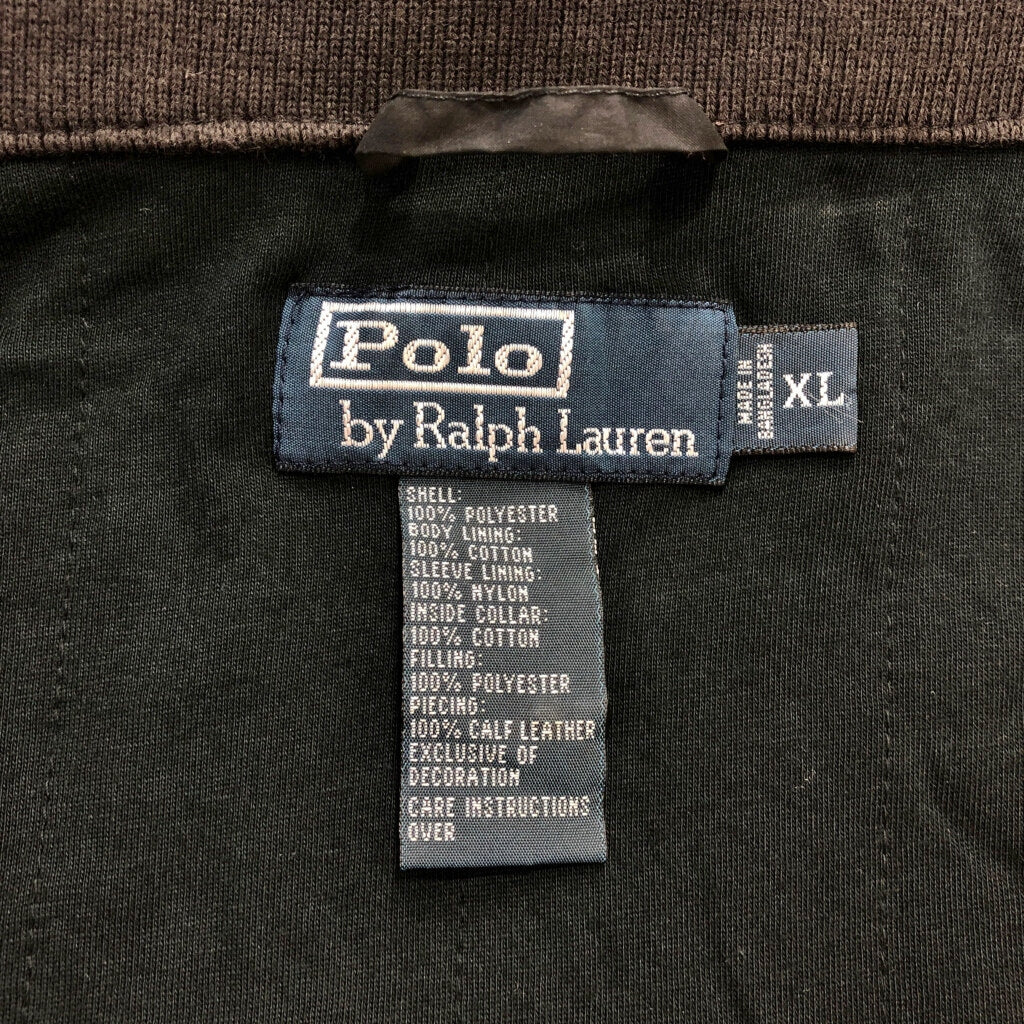 Polo
by Ralph Lauren
MADE IN
BANGLADESH
XL
SHELL:
100% POLYESTER
BODY LINING:
100% COTTON
SLEEVE LINING:
100% NYLON
INSIDE COLLAR:
100% COTTON
FILLING:
100% POLYESTER
PIECING:
100% CALF LEATHER
EXCLUSIVE OF
DECORATION
CARE INSTRUCTIONS
OVER